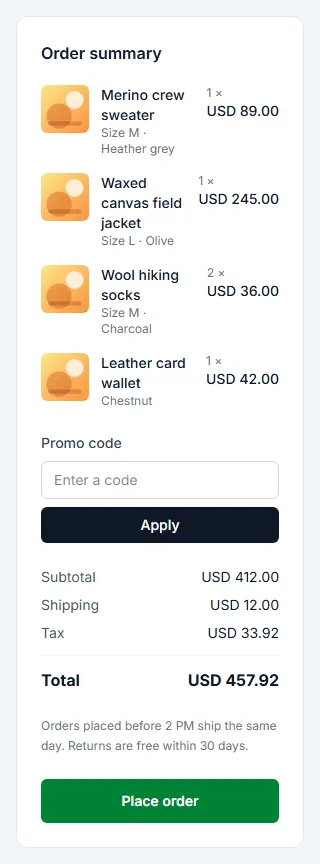 Order summary
Merino crew
sweater
Size M ·
Heather grey
1 ×
USD 89.00
Waxed
canvas field
jacket
Size L · Olive
1 ×
USD 245.00
Wool hiking
socks
Size M ·
Charcoal
2 ×
USD 36.00
Leather card
wallet
Chestnut
1 ×
USD 42.00
Promo code
Enter a code
Apply
Subtotal USD 412.00
Shipping USD 12.00
Tax USD 33.92
Total USD 457.92
Orders placed before 2 PM ship the same
day. Returns are free within 30 days.
Place order